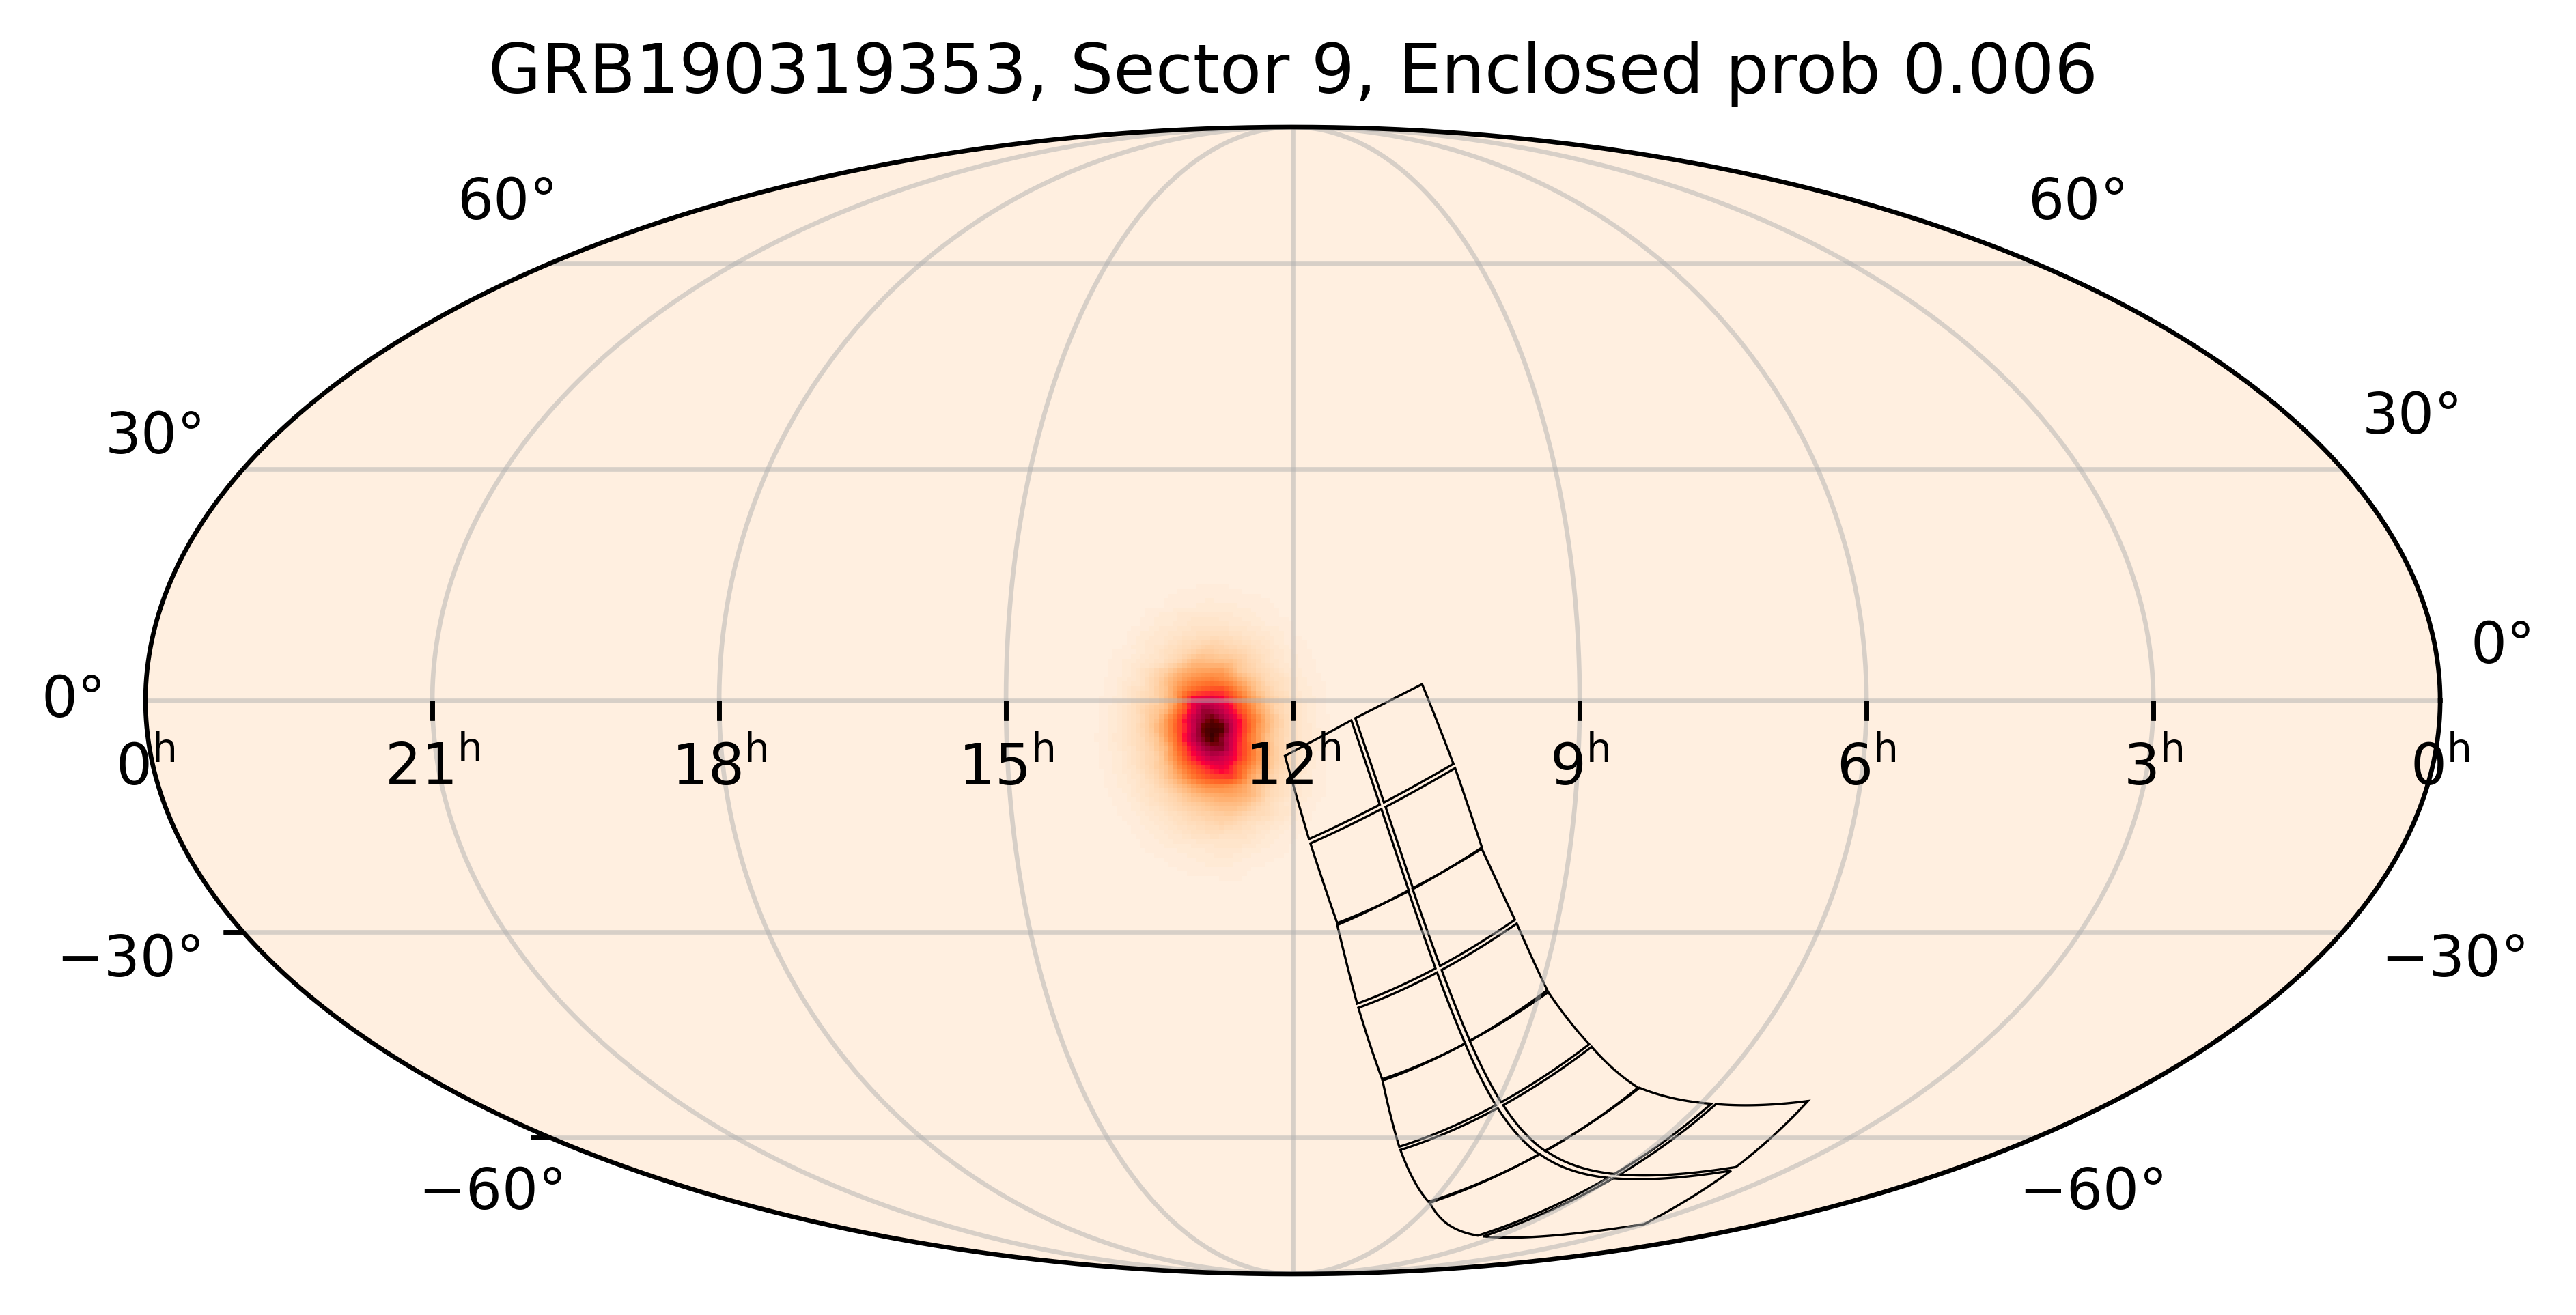 GRB190319353, Sector 9, Enclosed prob 0.006
60° 60°
30° 30°
0° 0°
0ʰ 21ʰ 18ʰ 15ʰ 12ʰ 9ʰ 6ʰ 3ʰ 0ʰ
−30° −30°
−60° −60°